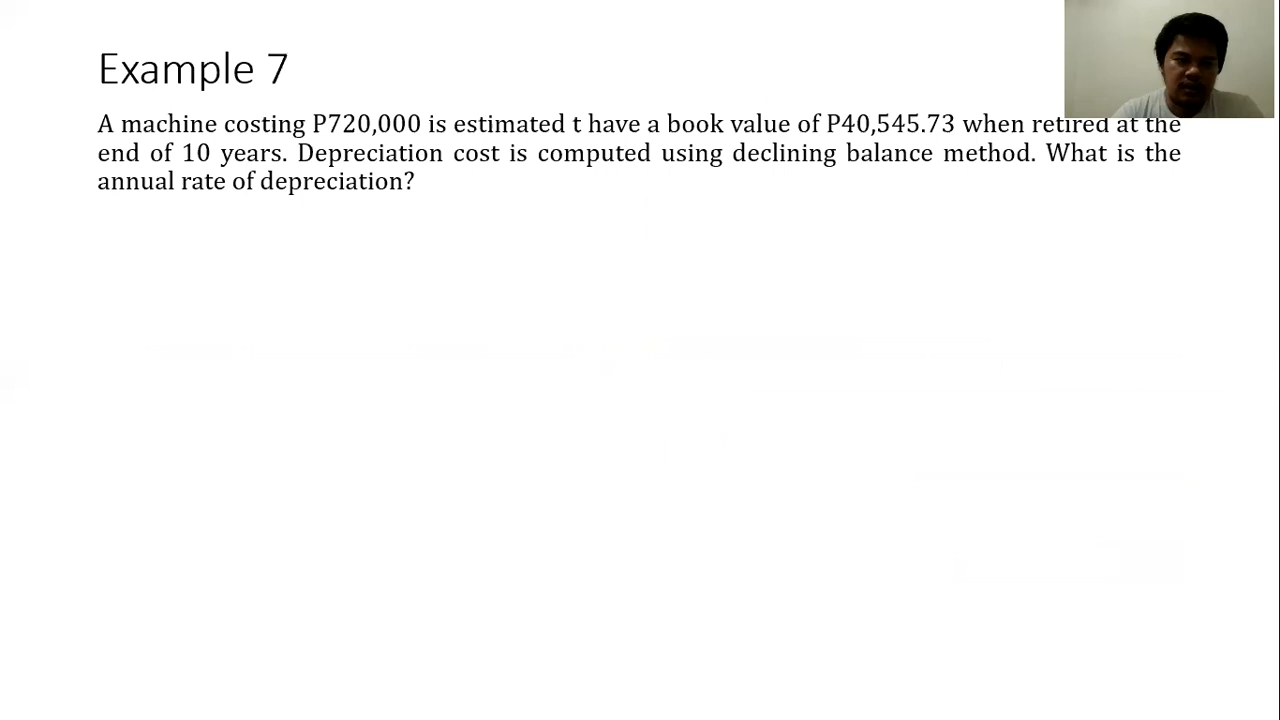 Example 7
A machine costing P720,000 is estimated t have a book value of P40,545.73 when retired at the
end of 10 years. Depreciation cost is computed using declining balance method. What is the
annual rate of depreciation?